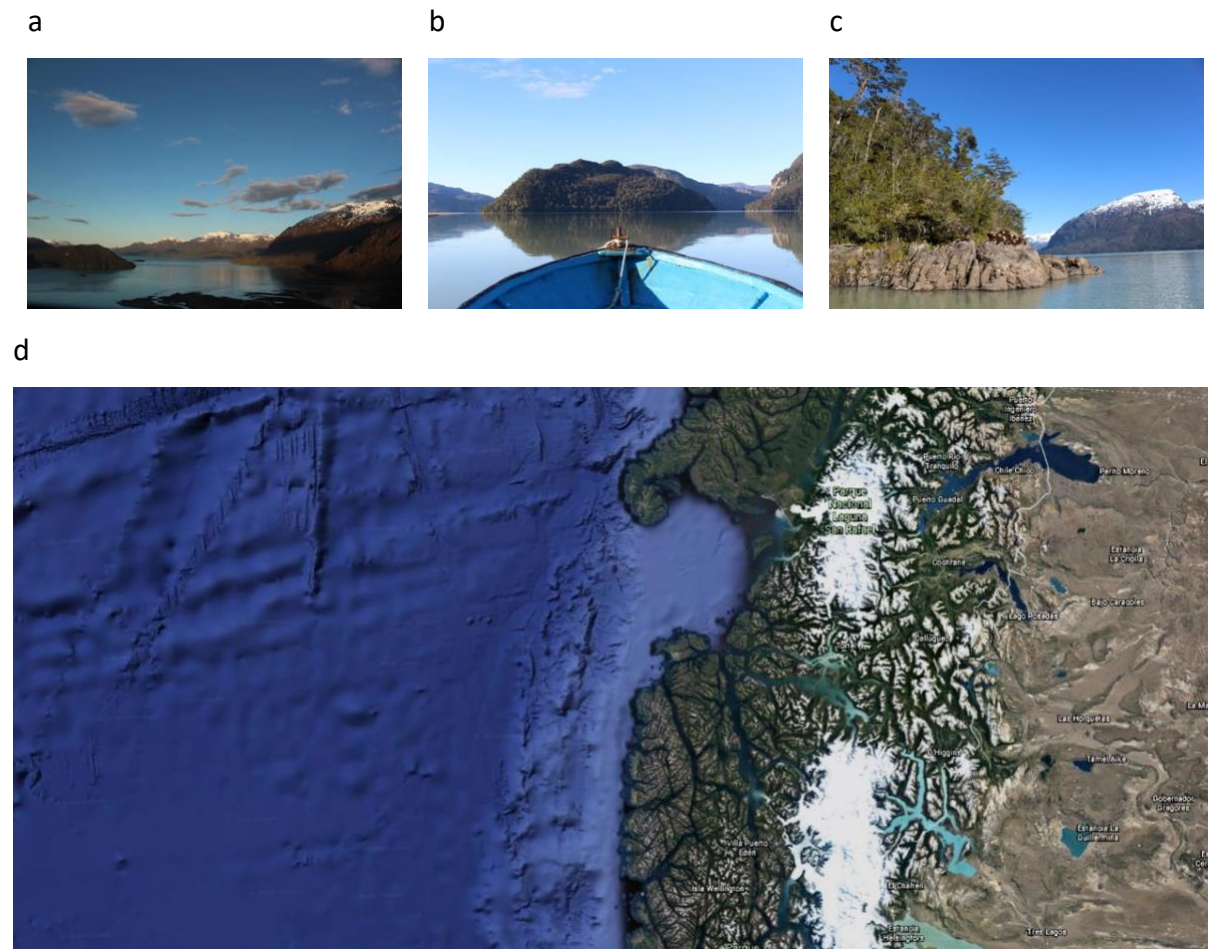 a
b
c
d
Puerto
Ingeniero
Ibáñez
Puerto Río
Tranquilo
Chile Chico
Perito Moreno
Puerto Guadal
Parque
Nacional
Laguna
San Rafael
Estancia
La Criolla
Cochrane
Bajo Caracoles
Lago Posadas
Tortel
Las Horquetas
O'Higgins
Tamel Aike
Gobernador
Gregores
Estancia La
Guillermina
Villa Puerto
Edén
Isla Wellington
El Chaltén
Estancia
Helsingfors
Tres Lagos
Parque